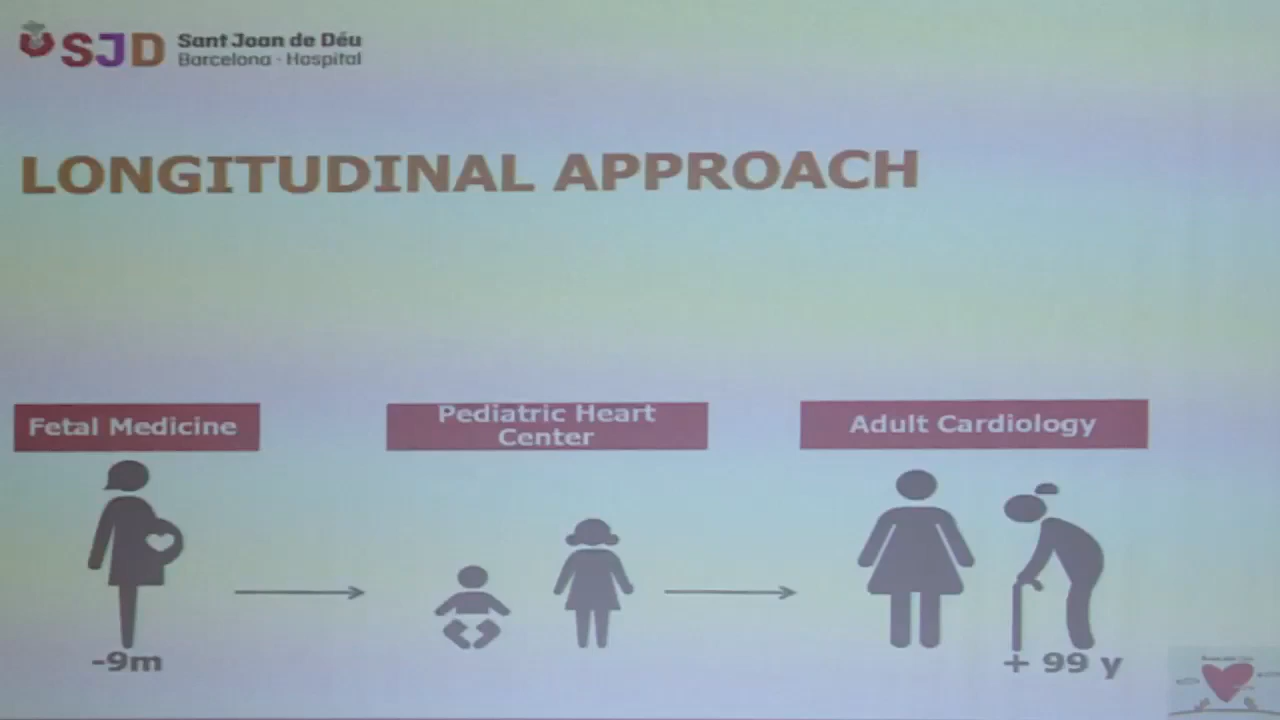 SJD
Sant Joan de Déu
Barcelona - Hospital
LONGITUDINAL APPROACH
Fetal Medicine
Pediatric Heart
Center
Adult Cardiology
-9m
+ 99 y